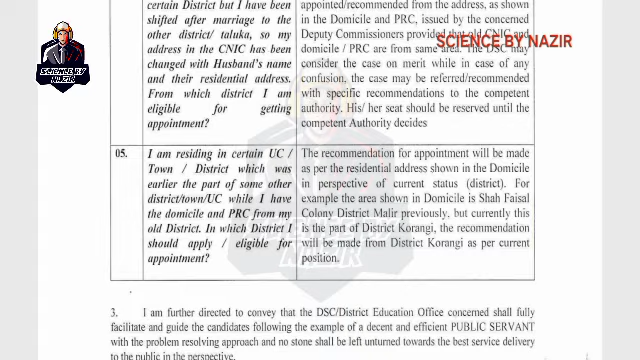 SCIENCE BY NAZIR
SCIENCE BY
NAZIR
certain District but I have been
shifted after marriage to the
other district/ taluka, so my
address in the CNIC has been
changed with Husband's name
and their residential address.
From which district I am
eligible for getting
appointment?
appointed/recommended from the address, as shown
in the Domicile and PRC, issued by the concerned
Deputy Commissioners provided that old CNIC and
domicile / PRC are from same area. The DSC may
consider the case on merit while in case of any
confusion, the case may be referred/recommended
with specific recommendations to the competent
authority. His/ her seat should be reserved until the
competent Authority decides
05.
I am residing in certain UC /
Town / District which was
earlier the part of some other
district/town/UC while I have
the domicile and PRC from my
old District. In which District I
should apply / eligible for
appointment?
The recommendation for appointment will be made
as per the residential address shown in the Domicile
in perspective of current status (district). For
example the area shown in Domicile is Shah Faisal
Colony District Malir previously, but currently this
is the part of District Korangi, the recommendation
will be made from District Korangi as per current
position.
3. I am further directed to convey that the DSC/District Education Office concerned shall fully
facilitate and guide the candidates following the example of a decent and efficient PUBLIC SERVANT
with the problem resolving approach and no stone shall be left unturned towards the best service delivery
to the public in the perspective.